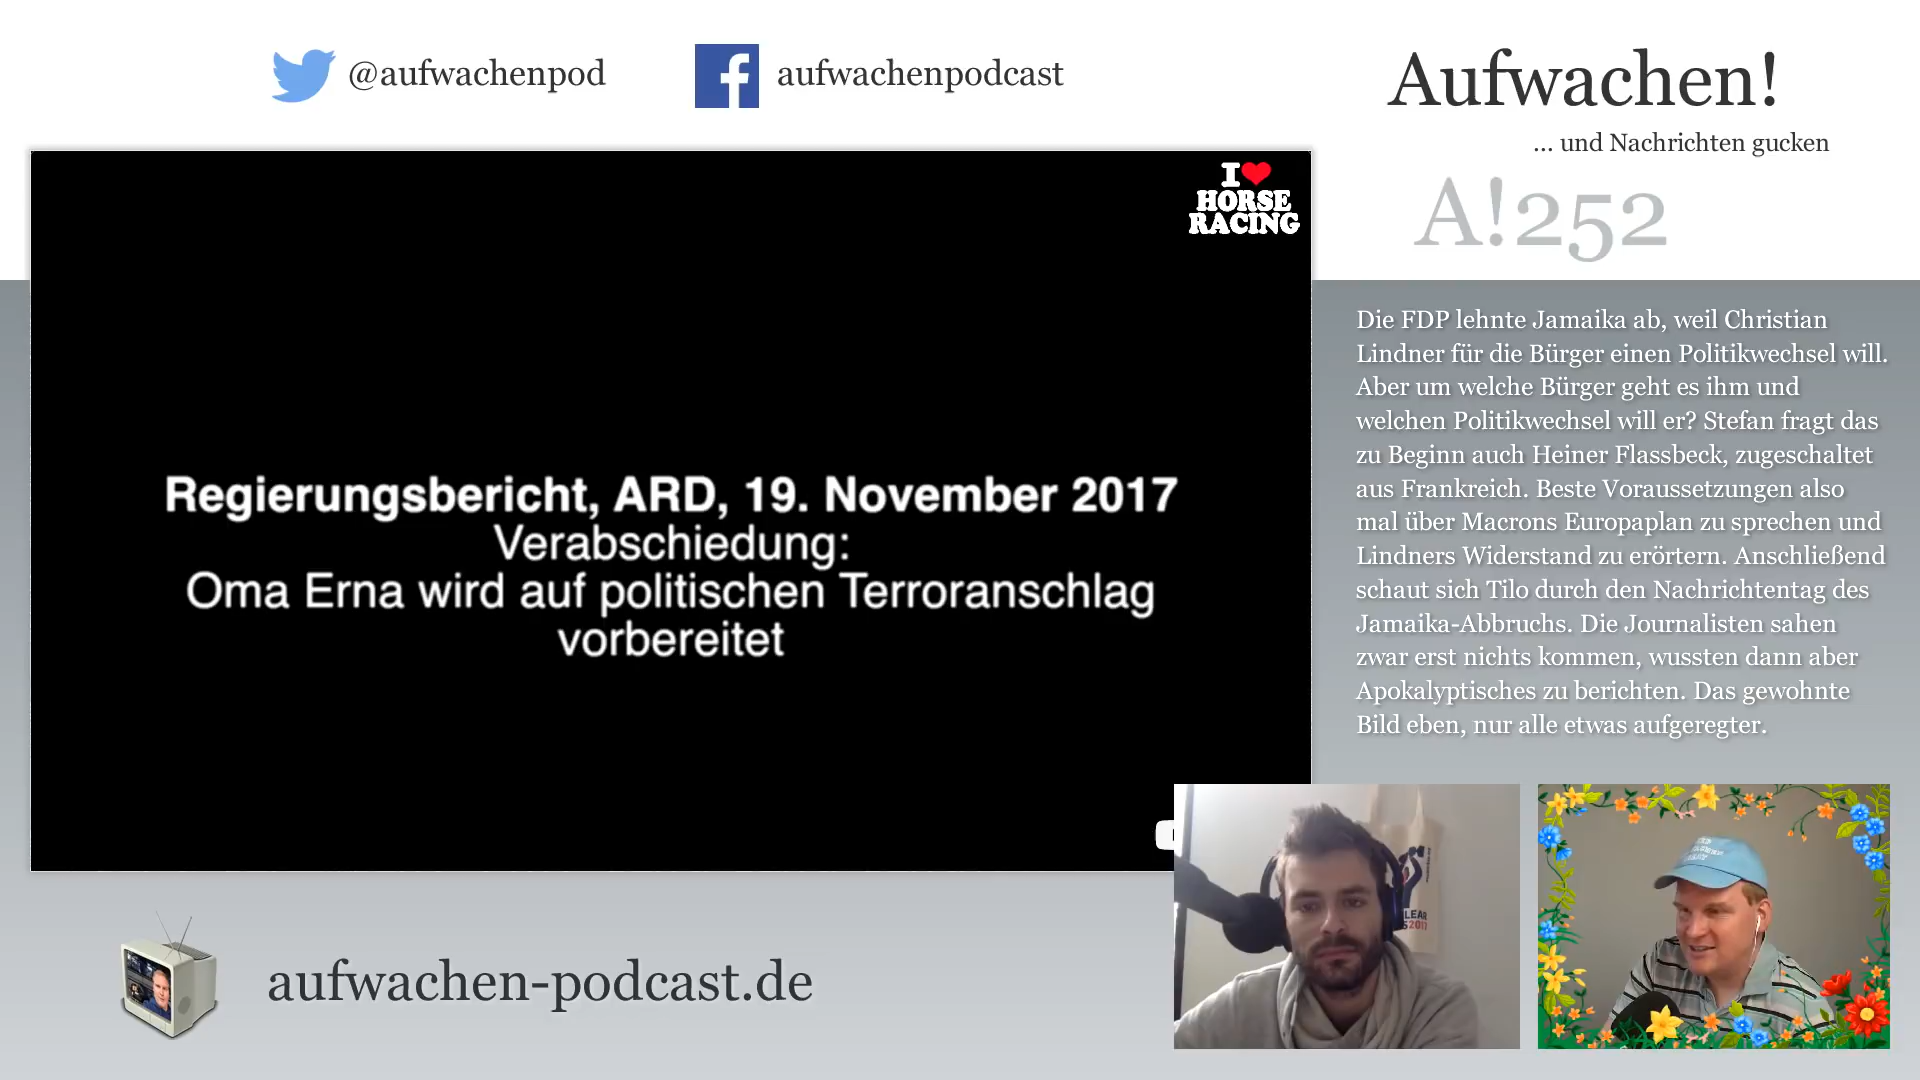 @aufwachenpod
aufwachenpodcast
Aufwachen!
... und Nachrichten gucken
A!252
I
HORSE
RACING
Regierungsbericht, ARD, 19. November 2017
Verabschiedung:
Oma Erna wird auf politischen Terroranschlag
vorbereitet
Die FDP lehnte Jamaika ab, weil Christian
Lindner für die Bürger einen Politikwechsel will.
Aber um welche Bürger geht es ihm und
welchen Politikwechsel will er? Stefan fragt das
zu Beginn auch Heiner Flassbeck, zugeschaltet
aus Frankreich. Beste Voraussetzungen also
mal über Macrons Europaplan zu sprechen und
Lindners Widerstand zu erörtern. Anschließend
schaut sich Tilo durch den Nachrichtentag des
Jamaika-Abbruchs. Die Journalisten sahen
zwar erst nichts kommen, wussten dann aber
Apokalyptisches zu berichten. Das gewohnte
Bild eben, nur alle etwas aufgeregter.
aufwachen-podcast.de